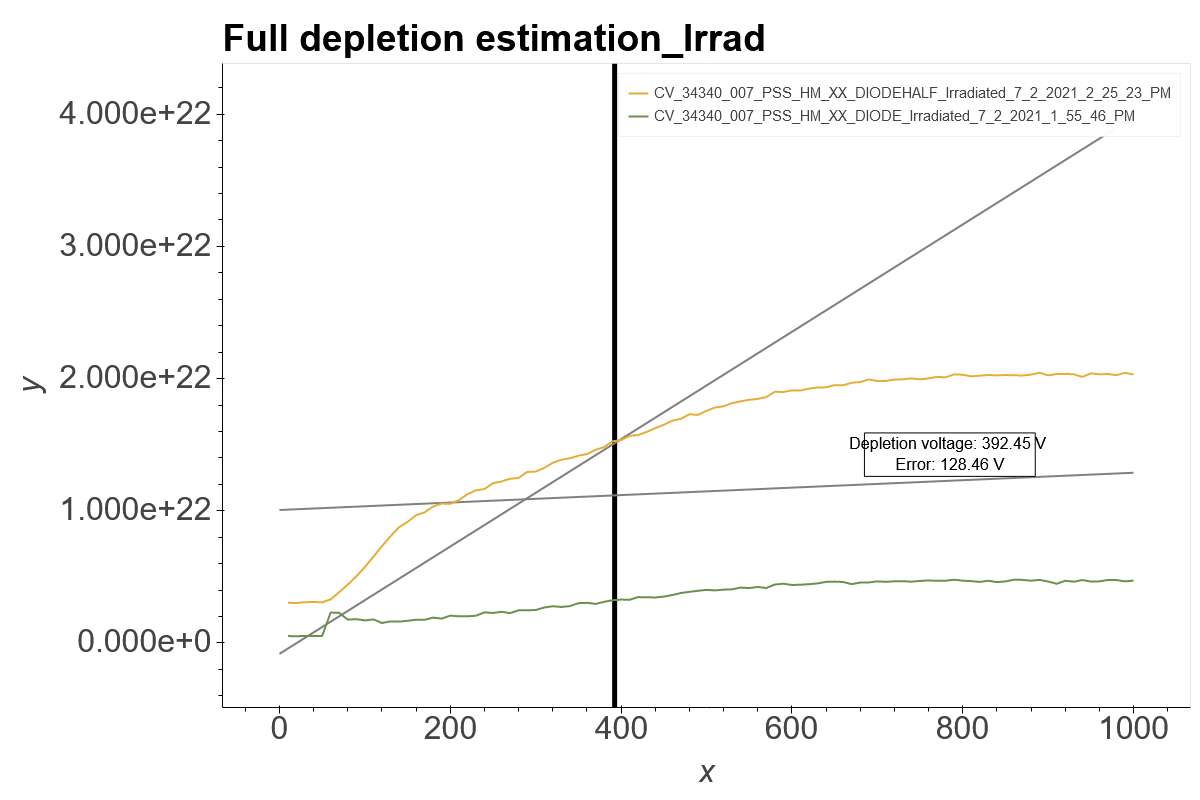 Full depletion estimation_Irrad
CV_34340_007_PSS_HM_XX_DIODEHALF_Irradiated_7_2_2021_2_25_23_PM
CV_34340_007_PSS_HM_XX_DIODE_Irradiated_7_2_2021_1_55_46_PM
4.000e+22
3.000e+22
2.000e+22
1.000e+22
0.000e+0
y
Depletion voltage: 392.45 V
Error: 128.46 V
0 200 400 600 800 1000
x